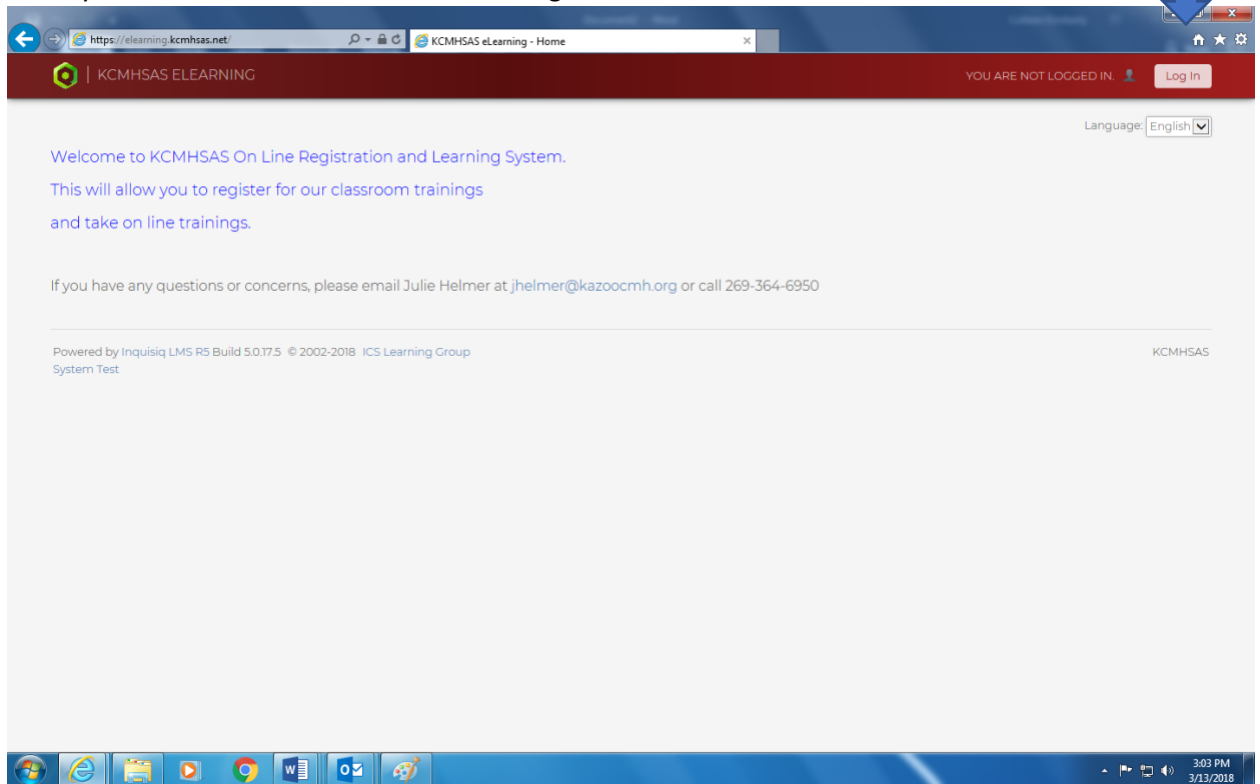 https://elearning.kcmhsas.net/
KCMHSAS eLearning - Home
| KCMHSAS ELEARNING
YOU ARE NOT LOGGED IN.
Log In
Language: English
Welcome to KCMHSAS On Line Registration and Learning System.
This will allow you to register for our classroom trainings
and take on line trainings.
If you have any questions or concerns, please email Julie Helmer at jhelmer@kazoocmh.org or call 269-364-6950
Powered by Inquisiq LMS R5 Build 5.0.17.5 © 2002-2018 ICS Learning Group
KCMHSAS
System Test
3:03 PM
3/13/2018